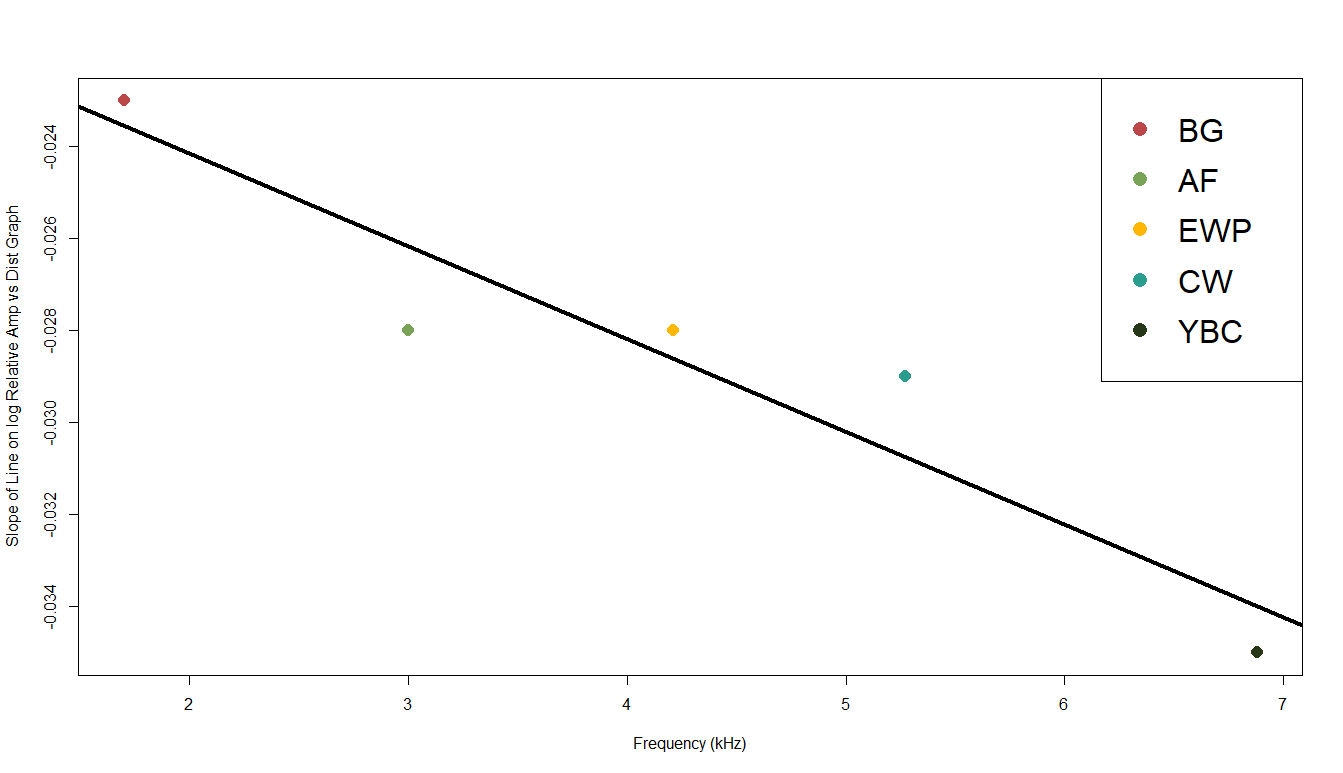 BG
AF
EWP
CW
YBC
Slope of Line on log Relative Amp vs Dist Graph
-0.024
-0.026
-0.028
-0.030
-0.032
-0.034
2 3 4 5 6 7
Frequency (kHz)